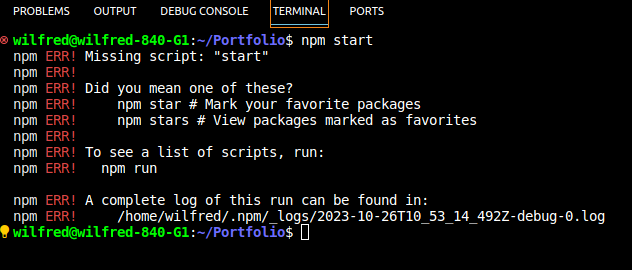 PROBLEMS OUTPUT DEBUG CONSOLE TERMINAL PORTS
wilfred@wilfred-840-G1:~/Portfolio$ npm start
npm ERR! Missing script: "start"
npm ERR!
npm ERR! Did you mean one of these?
npm ERR!     npm star # Mark your favorite packages
npm ERR!     npm stars # View packages marked as favorites
npm ERR!
npm ERR! To see a list of scripts, run:
npm ERR!   npm run
npm ERR! A complete log of this run can be found in:
npm ERR!     /home/wilfred/.npm/_logs/2023-10-26T10_53_14_492Z-debug-0.log
wilfred@wilfred-840-G1:~/Portfolio$